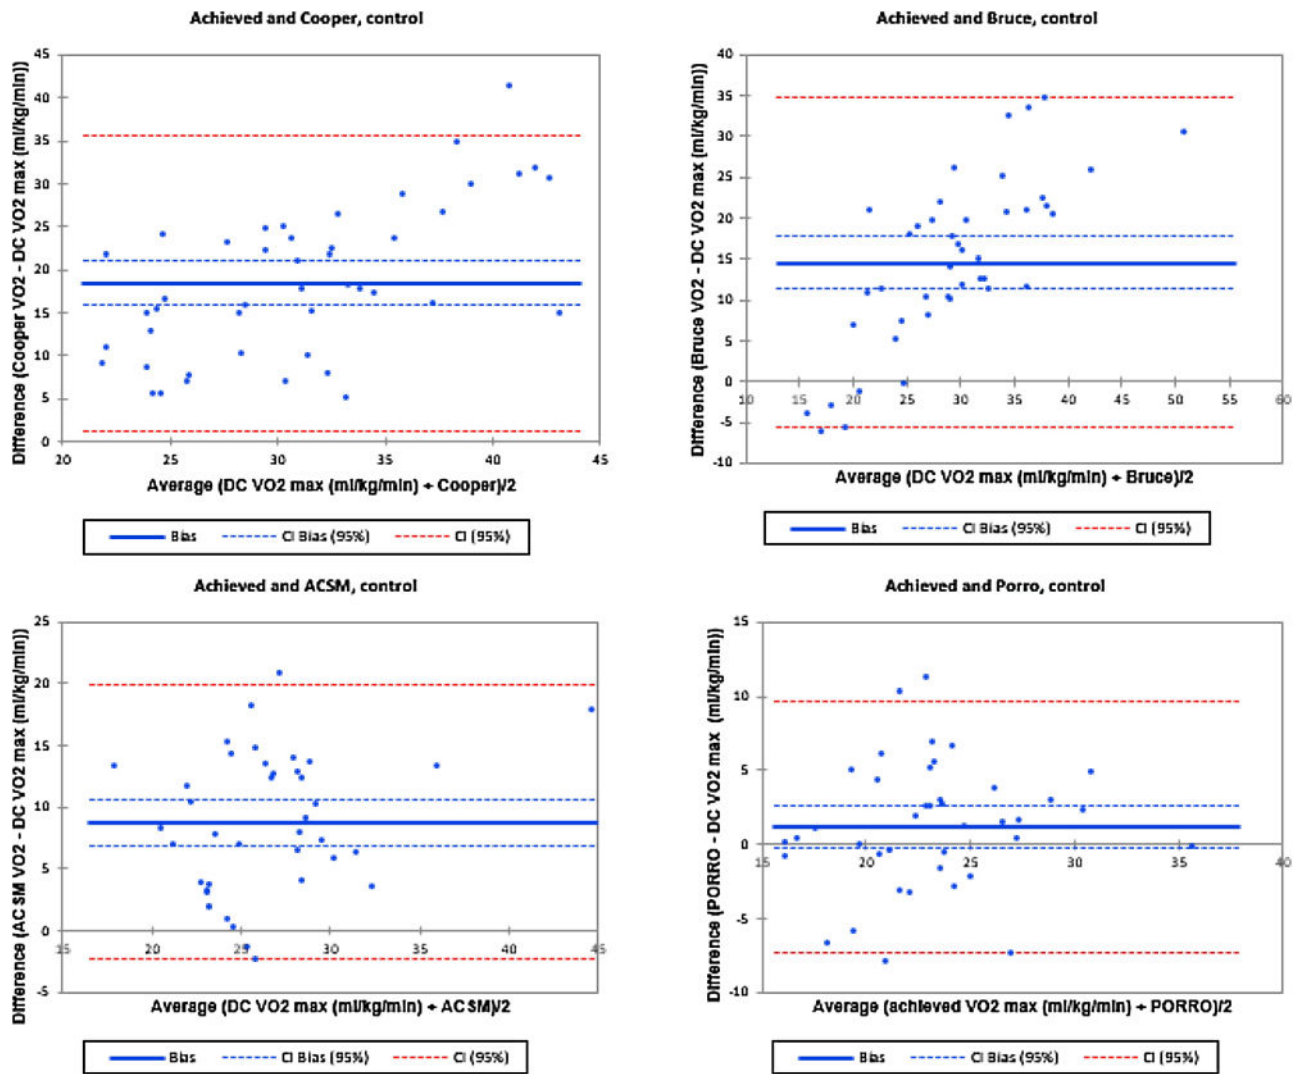 Achieved and Cooper, control
Difference (Cooper VO2 - DC VO2 max (ml/kg/min))
45
40
35
30
25
20
15
10
5
0
20 25 30 35 40 45
Average (DC VO2 max (ml/kg/min) + Cooper)/2
Bias CI Bias (95%) CI (95%)
Achieved and Bruce, control
Difference (Bruce VO2 - DC VO2 max (ml/kg/min))
40
35
30
25
20
15
10
5
0
-5
-10
10 15 20 25 30 35 40 45 50 55 60
Average (DC VO2 max (ml/kg/min) + Bruce)/2
Bias CI Bias (95%) CI (95%)
Achieved and ACSM, control
Difference (ACSM VO2 - DC VO2 max (ml/kg/min))
25
20
15
10
5
0
-5
15 20 25 30 35 40 45
Average (DC VO2 max (ml/kg/min) + ACSM)/2
Bias CI Bias (95%) CI (95%)
Achieved and Porro, control
Difference (PORRO - DC VO2 max (ml/kg/min))
15
10
5
0
-5
-10
15 20 25 30 35 40
Average (achieved VO2 max (ml/kg/min) + PORRO)/2
Bias CI Bias (95%) CI (95%)